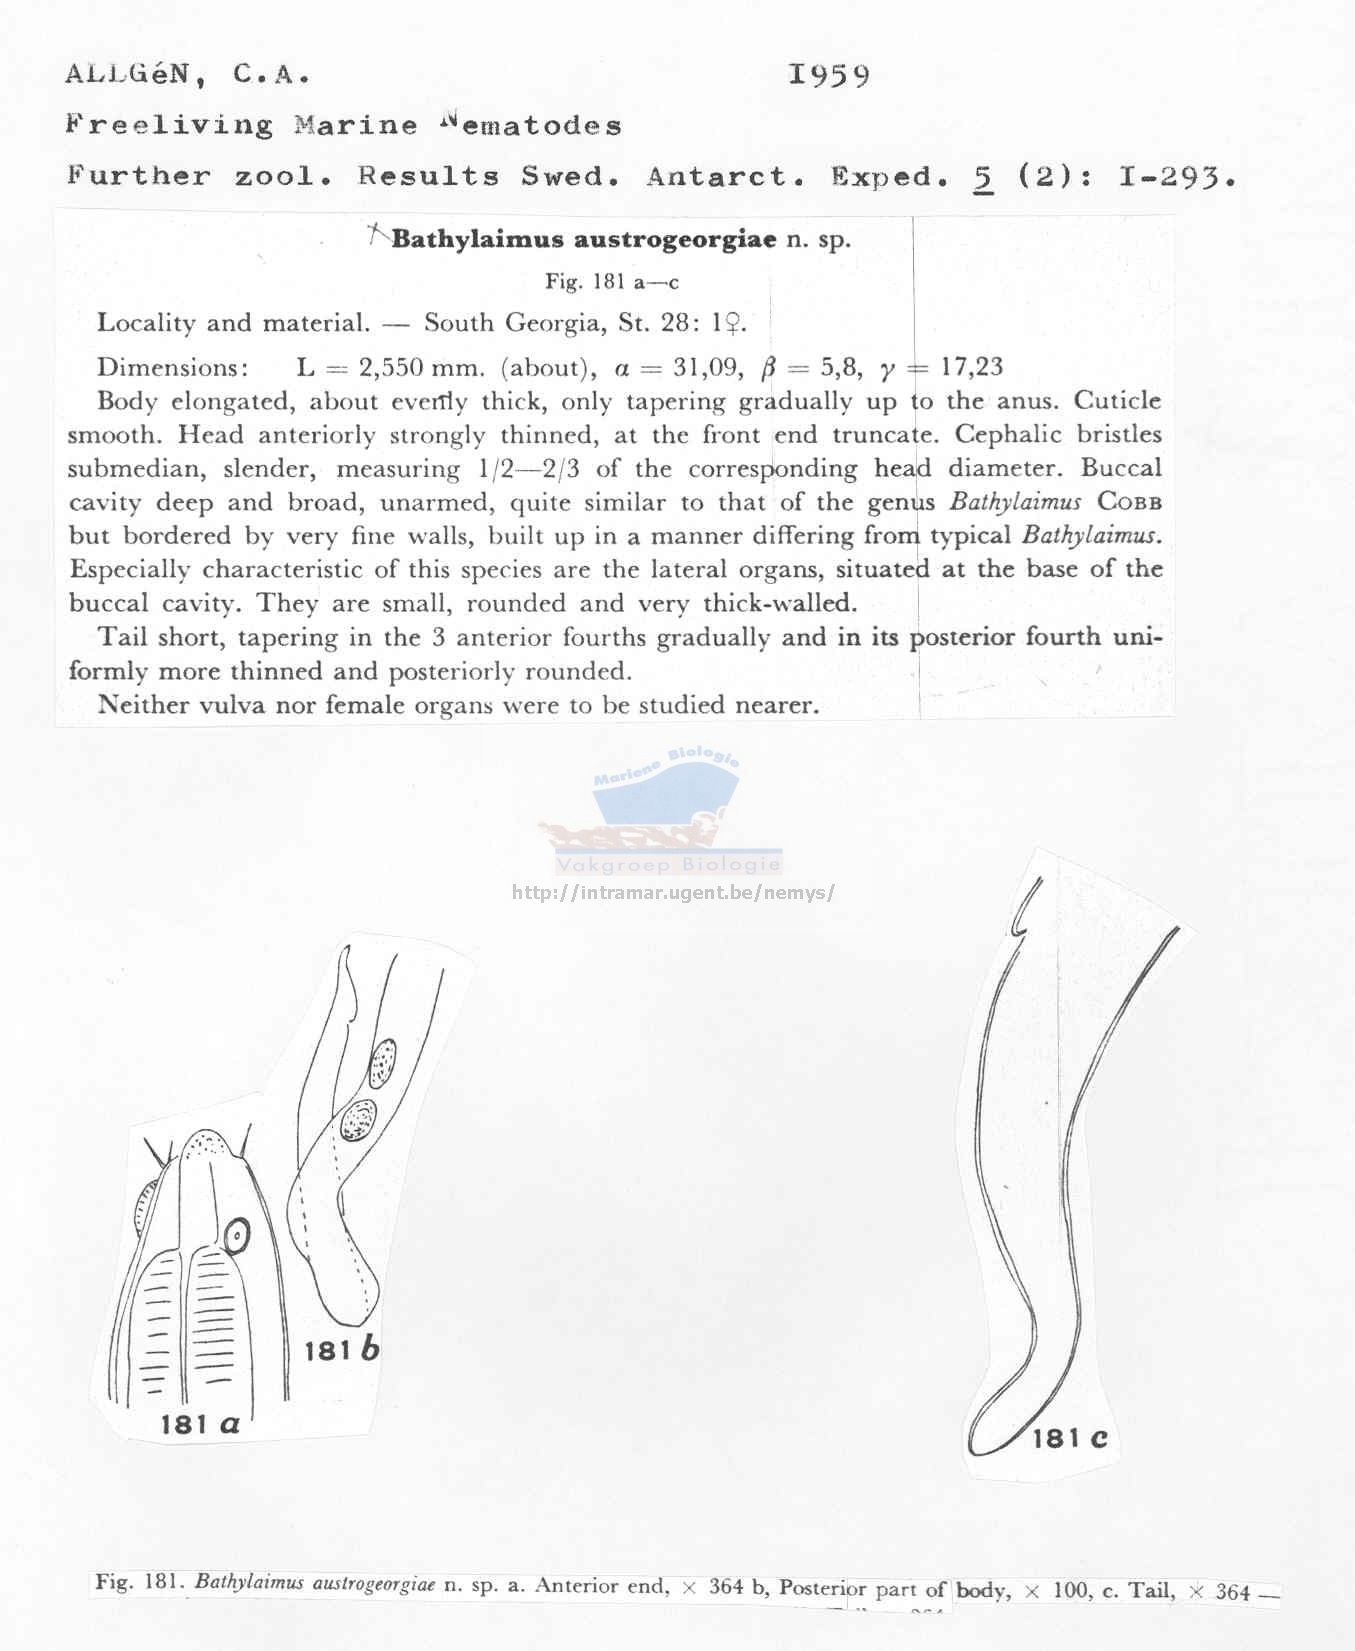 ALLGéN, C.A. I959
Freeliving Marine Nematodes
Further zool. Results Swed. Antarct. Exped. 5 (2): I-293.
Bathylaimus austrogeorgiae n. sp.
Fig. 181 a—c
Locality and material. — South Georgia, St. 28: 1♀.
Dimensions: L = 2,550 mm. (about), α = 31,09, β = 5,8, γ = 17,23
Body elongated, about evenly thick, only tapering gradually up to the anus. Cuticle
smooth. Head anteriorly strongly thinned, at the front end truncate. Cephalic bristles
submedian, slender, measuring 1/2—2/3 of the corresponding head diameter. Buccal
cavity deep and broad, unarmed, quite similar to that of the genus Bathylaimus COBB
but bordered by very fine walls, built up in a manner differing from typical Bathylaimus.
Especially characteristic of this species are the lateral organs, situated at the base of the
buccal cavity. They are small, rounded and very thick-walled.
Tail short, tapering in the 3 anterior fourths gradually and in its posterior fourth uni-
formly more thinned and posteriorly rounded.
Neither vulva nor female organs were to be studied nearer.
Mariene Biologie
Vakgroep Biologie
http://intramar.ugent.be/nemys/
181 b
181 a
181 c
Fig. 181. Bathylaimus austrogeorgiae n. sp. a. Anterior end, × 364 b, Posterior part of body, × 100, c. Tail, × 364 —